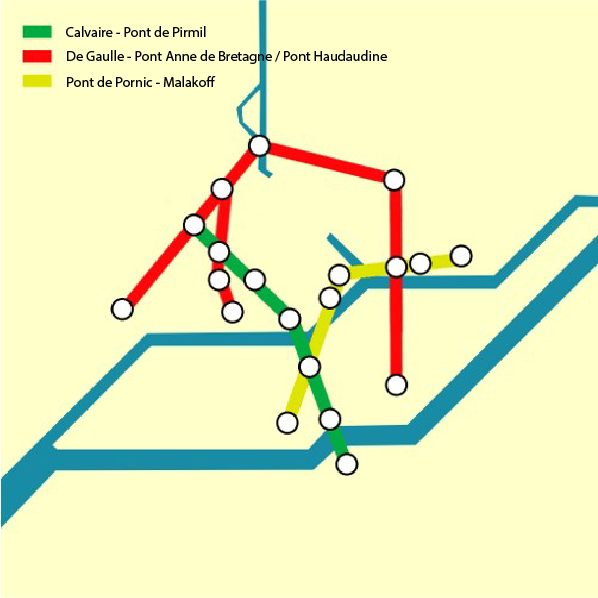 Calvaire - Pont de Pirmil
De Gaulle - Pont Anne de Bretagne / Pont Haudaudine
Pont de Pornic - Malakoff